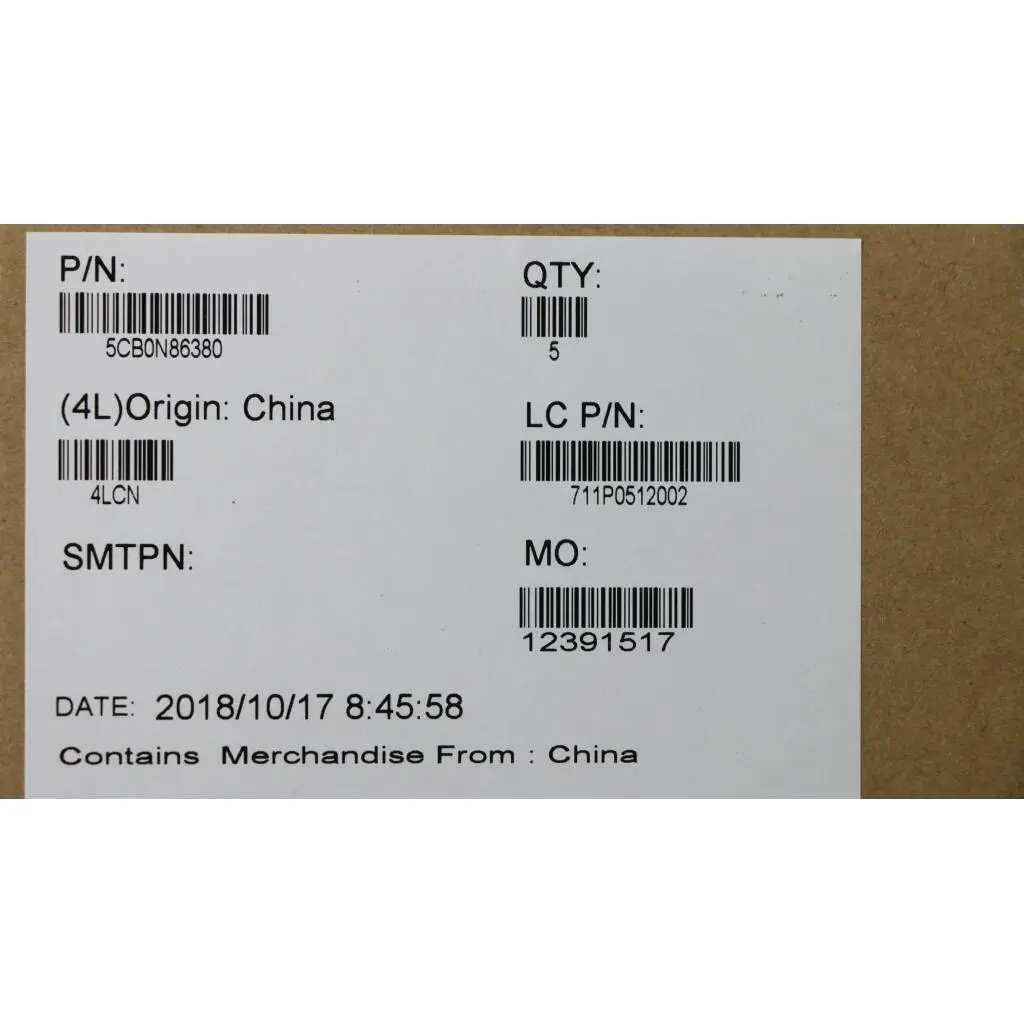 P/N:
5CB0N86380
QTY:
5
(4L)Origin: China
4LCN
LC P/N:
711P0512002
SMTPN:
MO:
12391517
DATE: 2018/10/17 8:45:58
Contains Merchandise From : China